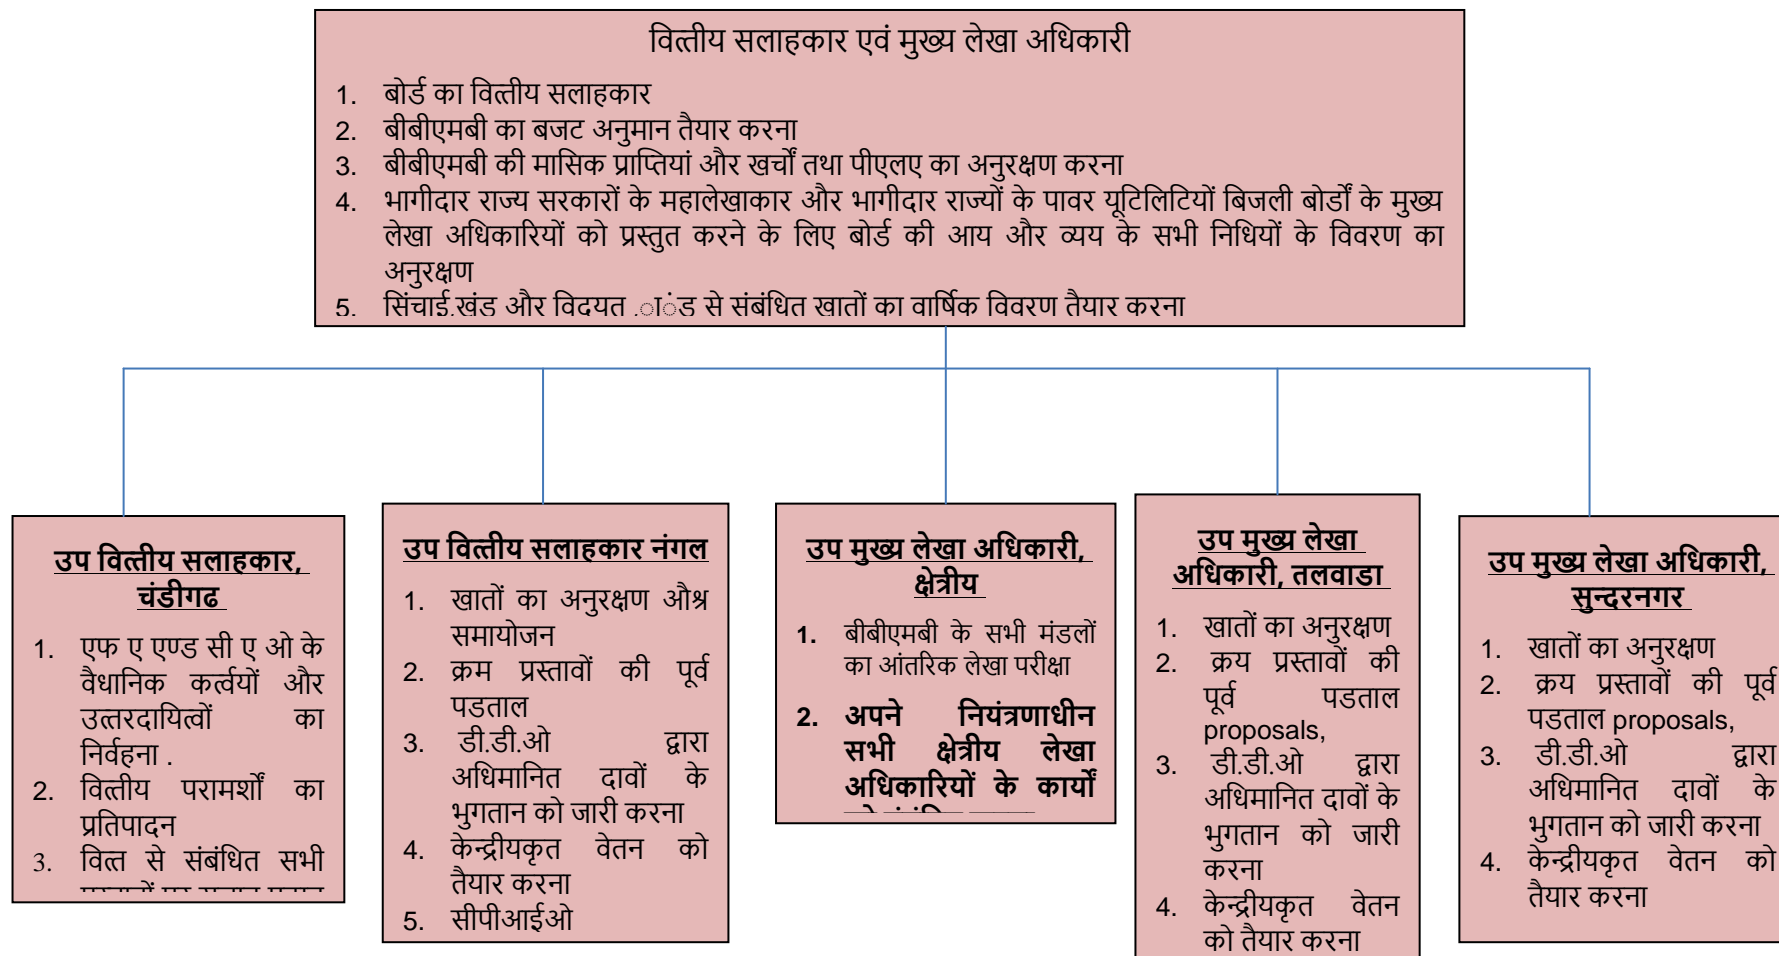 वित्तीय सलाहकार एवं मुख्य लेखा अधिकारी
1. बोर्ड का वित्तीय सलाहकार
2. बीबीएमबी का बजट अनुमान तैयार करना
3. बीबीएमबी की मासिक प्राप्तियां और खर्चों तथा पीएलए का अनुरक्षण करना
4. भागीदार राज्य सरकारों के महालेखाकार और भागीदार राज्यों के पावर यूटिलिटियों बिजली बोर्डों के मुख्य
लेखा अधिकारियों को प्रस्तुत करने के लिए बोर्ड की आय और व्यय के सभी निधियों के विवरण का
अनुरक्षण
5. सिंचाई खंड और विदयत से संबंधित खातों का वार्षिक विवरण तैयार करना
उप वित्तीय सलाहकार,
चंडीगढ
1. एफ ए एण्ड सी ए ओ के
वैधानिक कर्त्वयों और
उत्तरदायित्वों का
निर्वहना .
2. वित्तीय परामर्शों का
प्रतिपादन
3. वित्त से संबंधित सभी
उप वित्तीय सलाहकार नंगल
1. खातों का अनुरक्षण औश्र
समायोजन
2. क्रम प्रस्तावों की पूर्व
पडताल
3. डी.डी.ओ द्वारा
अधिमानित दावों के
भुगतान को जारी करना
4. केन्द्रीयकृत वेतन को
तैयार करना
5. सीपीआईओ
उप मुख्य लेखा अधिकारी,
क्षेत्रीय
1. बीबीएमबी के सभी मंडलों
का आंतरिक लेखा परीक्षा
2. अपने नियंत्रणाधीन
सभी क्षेत्रीय लेखा
अधिकारियों के कार्यों
उप मुख्य लेखा
अधिकारी, तलवाडा
1. खातों का अनुरक्षण
2. क्रय प्रस्तावों की
पूर्व पडताल
proposals,
3. डी.डी.ओ द्वारा
अधिमानित दावों के
भुगतान को जारी
करना
4. केन्द्रीयकृत वेतन
को तैयार करना
उप मुख्य लेखा अधिकारी,
सुन्दरनगर
1. खातों का अनुरक्षण
2. क्रय प्रस्तावों की पूर्व
पडताल proposals,
3. डी.डी.ओ द्वारा
अधिमानित दावों के
भुगतान को जारी करना
4. केन्द्रीयकृत वेतन को
तैयार करना